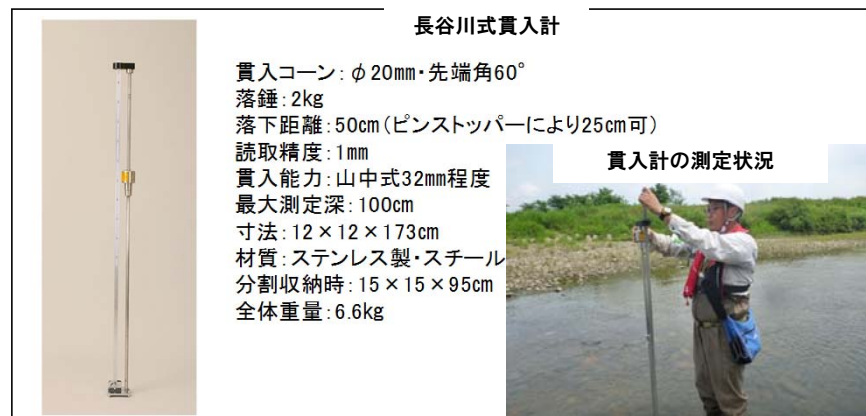 長谷川式貫入計
貫入コーン：φ20mm・先端角60°
落錘：2kg
落下距離：50cm(ピンストッパーにより25cm可)
読取精度：1mm
貫入能力：山中式32mm程度
最大測定深：100cm
寸法：12×12×173cm
材質：ステンレス製・スチール
分割収納時：15×15×95cm
全体重量：6.6kg
貫入計の測定状況